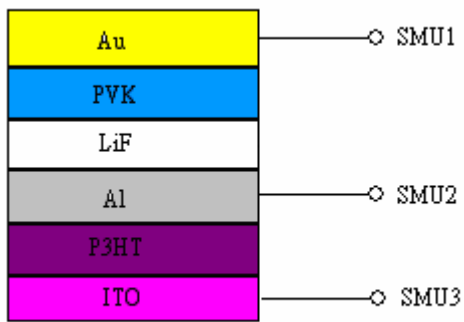 Au SMU1
PVK
LiF
Al SMU2
P3HT
ITO SMU3